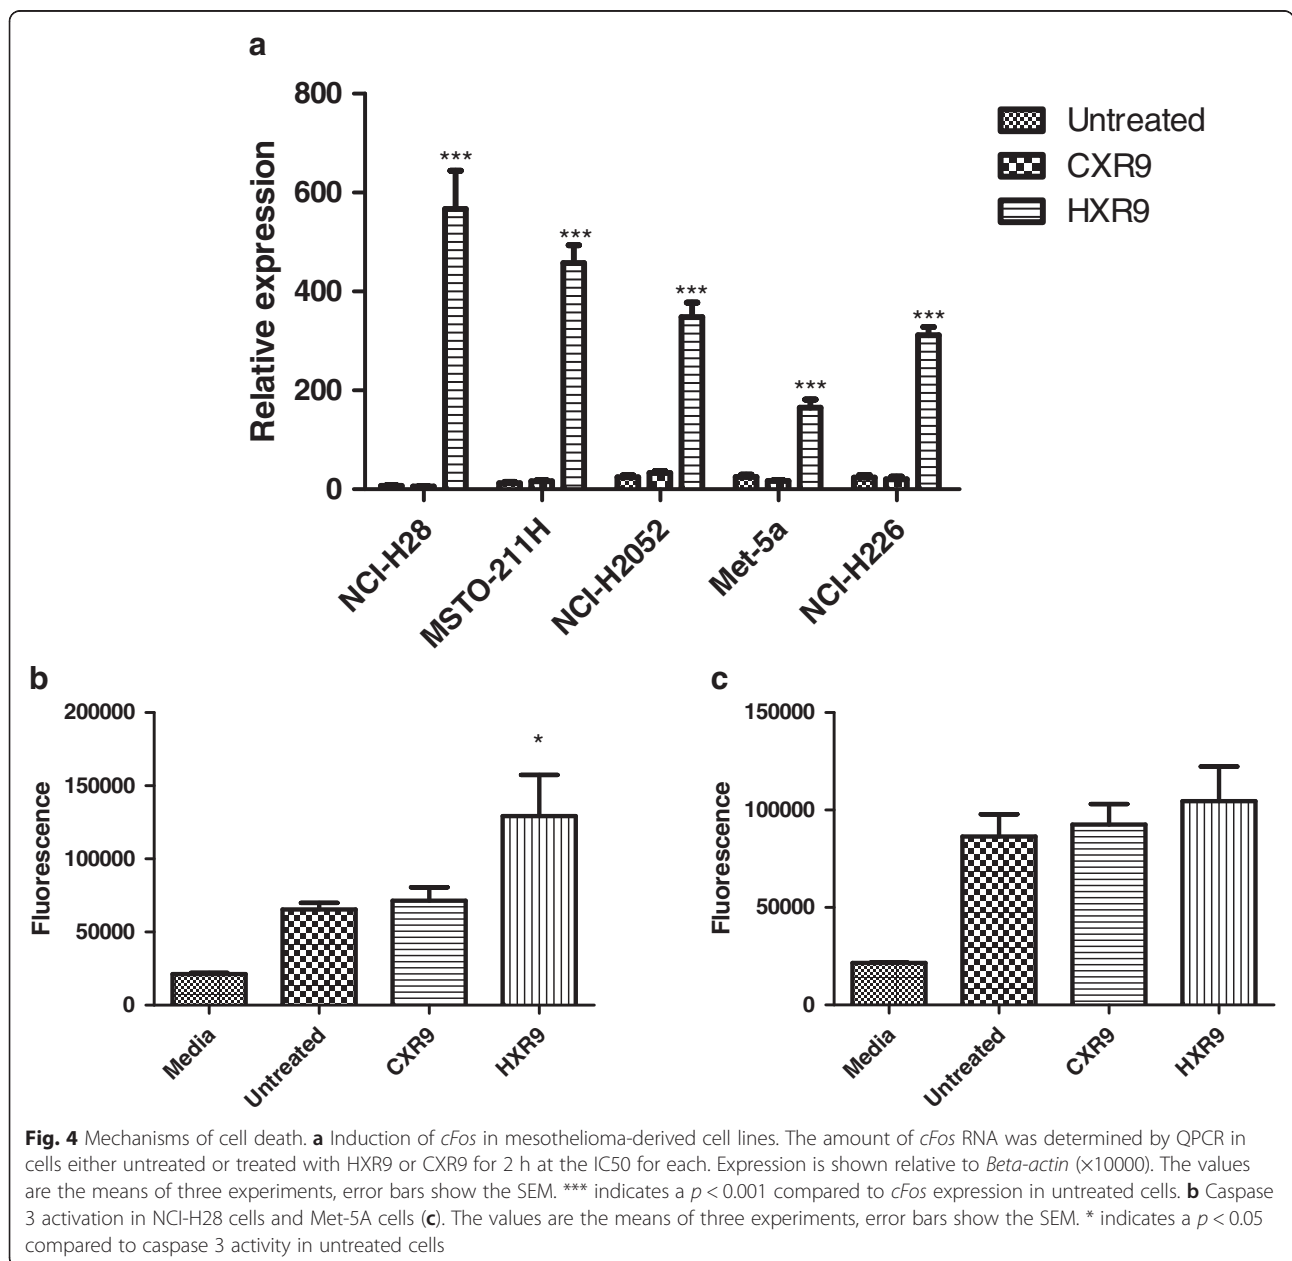 a
800
600
400
200
0
Relative expression
***
***
***
***
***
Untreated
CXR9
HXR9
NCI-H28
MSTO-211H
NCI-H2052
Met-5a
NCI-H226
b
200000
150000
100000
50000
0
Fluorescence
*
Media
Untreated
CXR9
HXR9
c
150000
100000
50000
0
Fluorescence
Media
Untreated
CXR9
HXR9
Fig. 4 Mechanisms of cell death. a Induction of cFos in mesothelioma-derived cell lines. The amount of cFos RNA was determined by QPCR in
cells either untreated or treated with HXR9 or CXR9 for 2 h at the IC50 for each. Expression is shown relative to Beta-actin (×10000). The values
are the means of three experiments, error bars show the SEM. *** indicates a p < 0.001 compared to cFos expression in untreated cells. b Caspase
3 activation in NCI-H28 cells and Met-5A cells (c). The values are the means of three experiments, error bars show the SEM. * indicates a p < 0.05
compared to caspase 3 activity in untreated cells